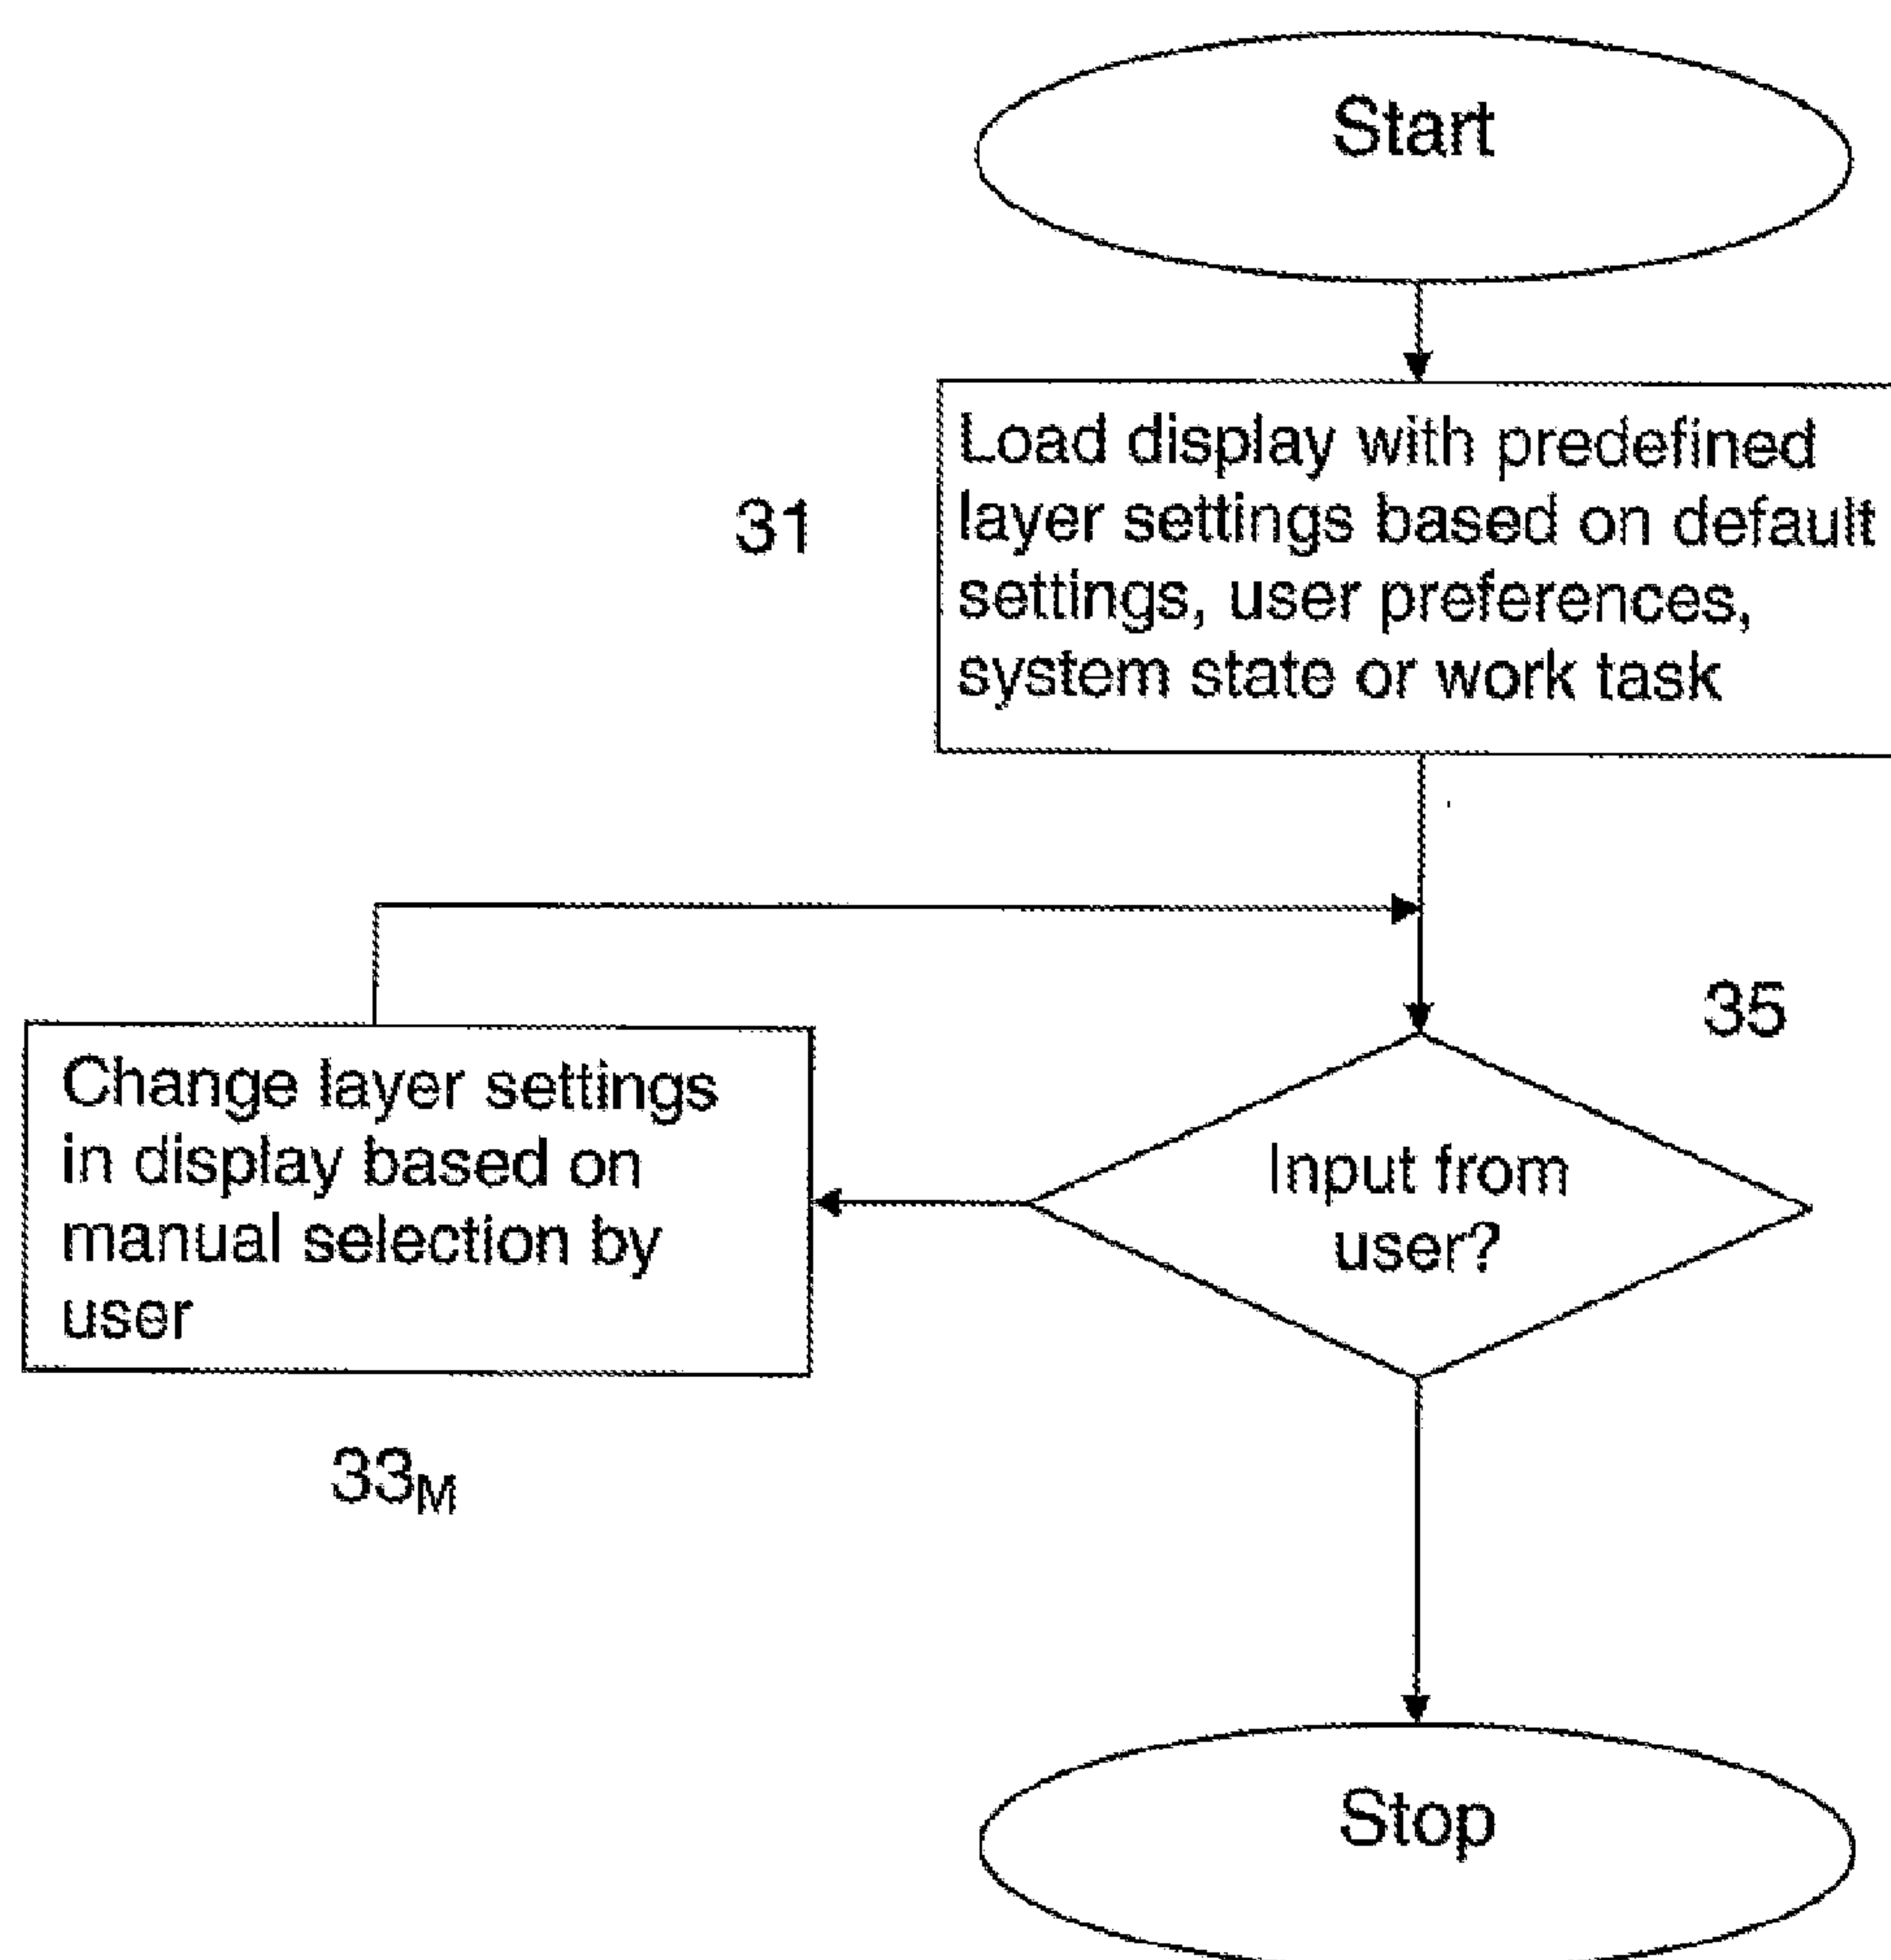 Start
31
Load display with predefined
layer settings based on default
settings, user preferences,
system state or work task
35
Input from
user?
Change layer settings
in display based on
manual selection by
user
33M
Stop